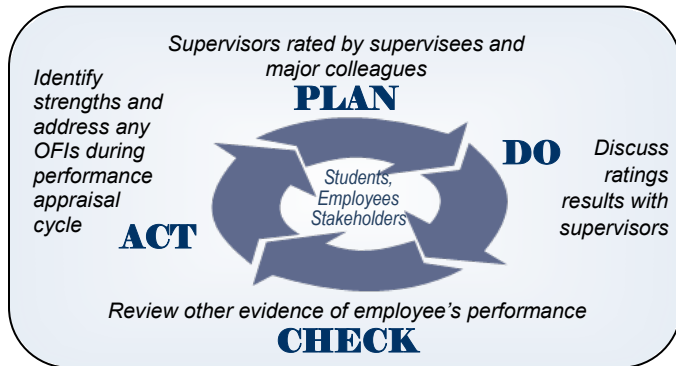 Supervisors rated by supervisees and
major colleagues
PLAN
Identify
strengths and
address any
OFIs during
performance
appraisal
cycle
ACT
DO
Discuss
ratings
results with
supervisors
Students,
Employees
Stakeholders
Review other evidence of employee’s performance
CHECK